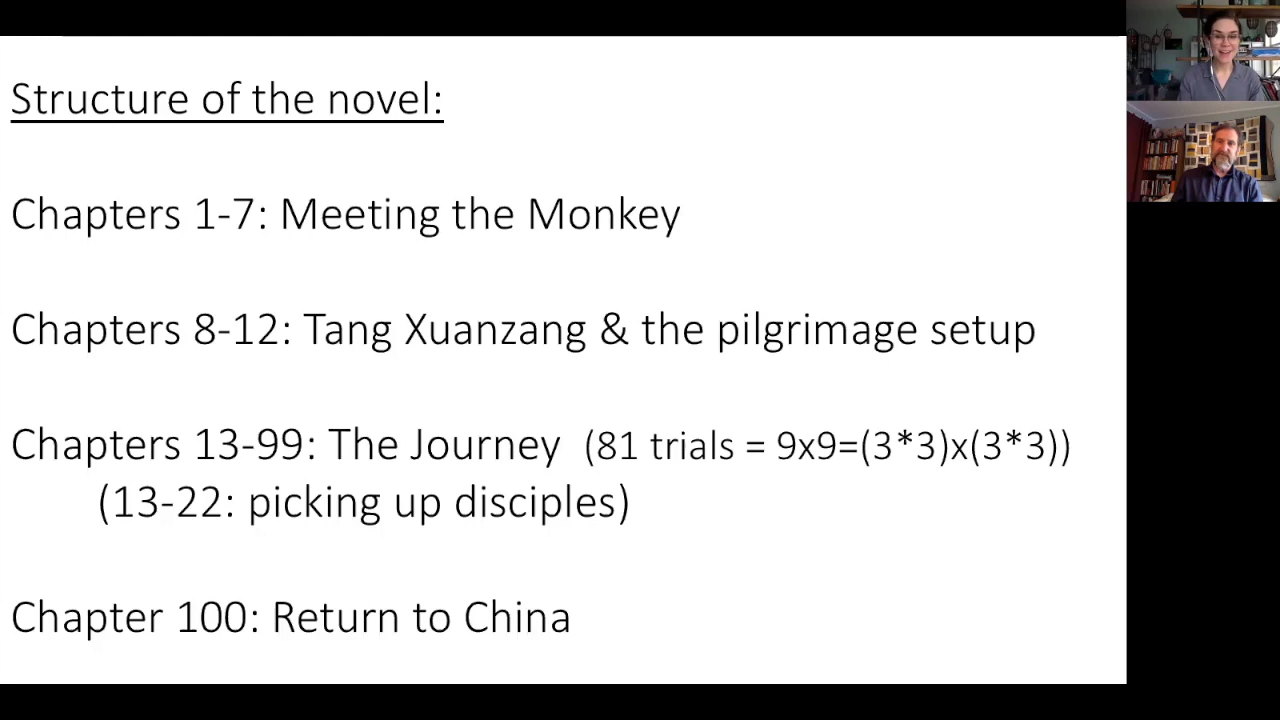 Structure of the novel:
Chapters 1-7: Meeting the Monkey
Chapters 8-12: Tang Xuanzang & the pilgrimage setup
Chapters 13-99: The Journey (81 trials = 9x9=(3*3)x(3*3))
(13-22: picking up disciples)
Chapter 100: Return to China